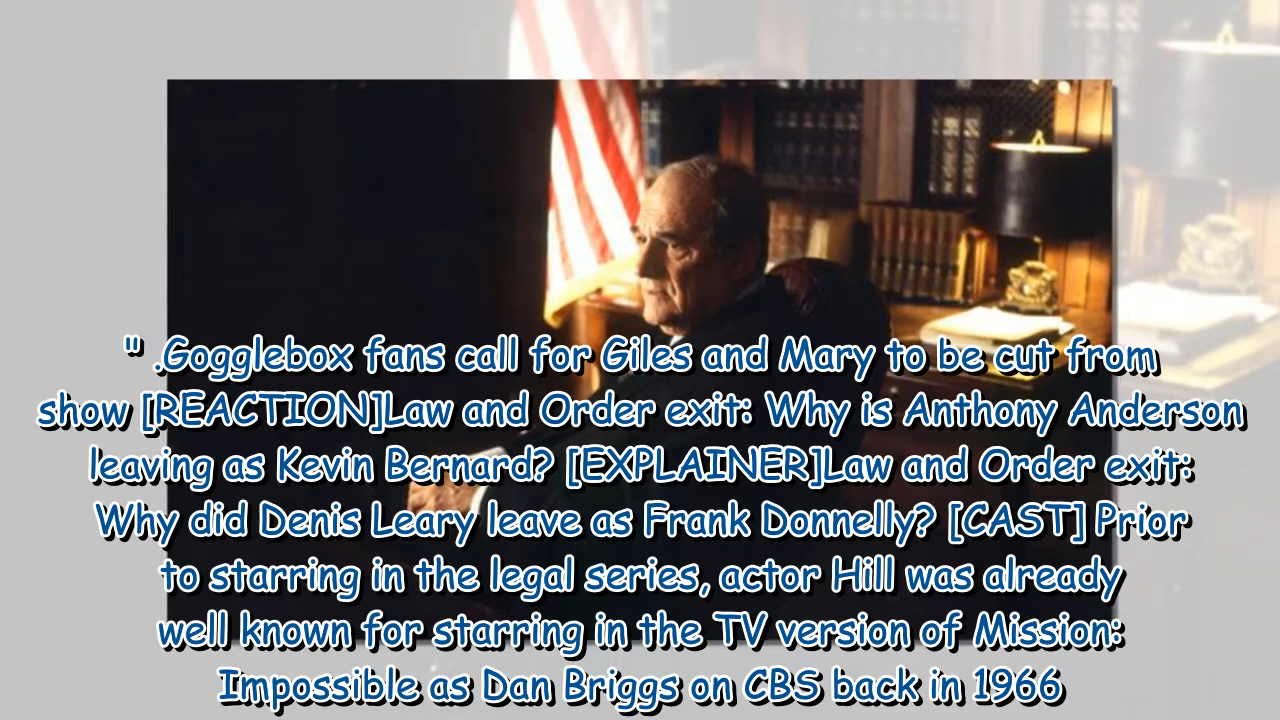 " .Gogglebox fans call for Giles and Mary to be cut from
show [REACTION]Law and Order exit: Why is Anthony Anderson
leaving as Kevin Bernard? [EXPLAINER]Law and Order exit:
Why did Denis Leary leave as Frank Donnelly? [CAST] Prior
to starring in the legal series, actor Hill was already
well known for starring in the TV version of Mission:
Impossible as Dan Briggs on CBS back in 1966